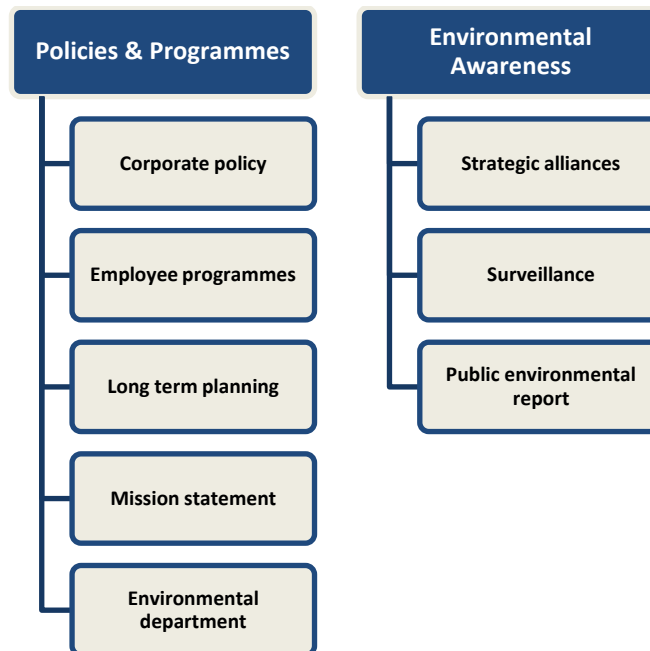 Policies & Programmes
Corporate policy
Employee programmes
Long term planning
Mission statement
Environmental
department
Environmental
Awareness
Strategic alliances
Surveillance
Public environmental
report